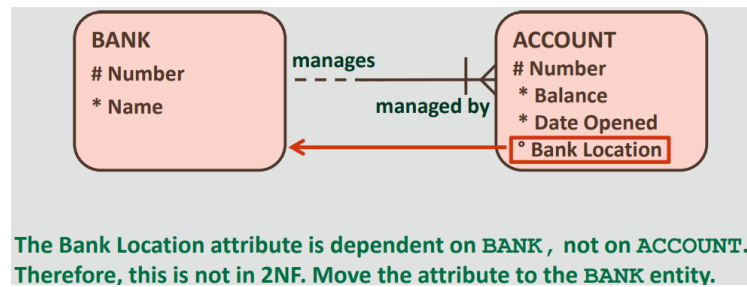 BANK
# Number
* Name
manages
managed by
ACCOUNT
# Number
* Balance
* Date Opened
° Bank Location
The Bank Location attribute is dependent on BANK, not on ACCOUNT.
Therefore, this is not in 2NF. Move the attribute to the BANK entity.